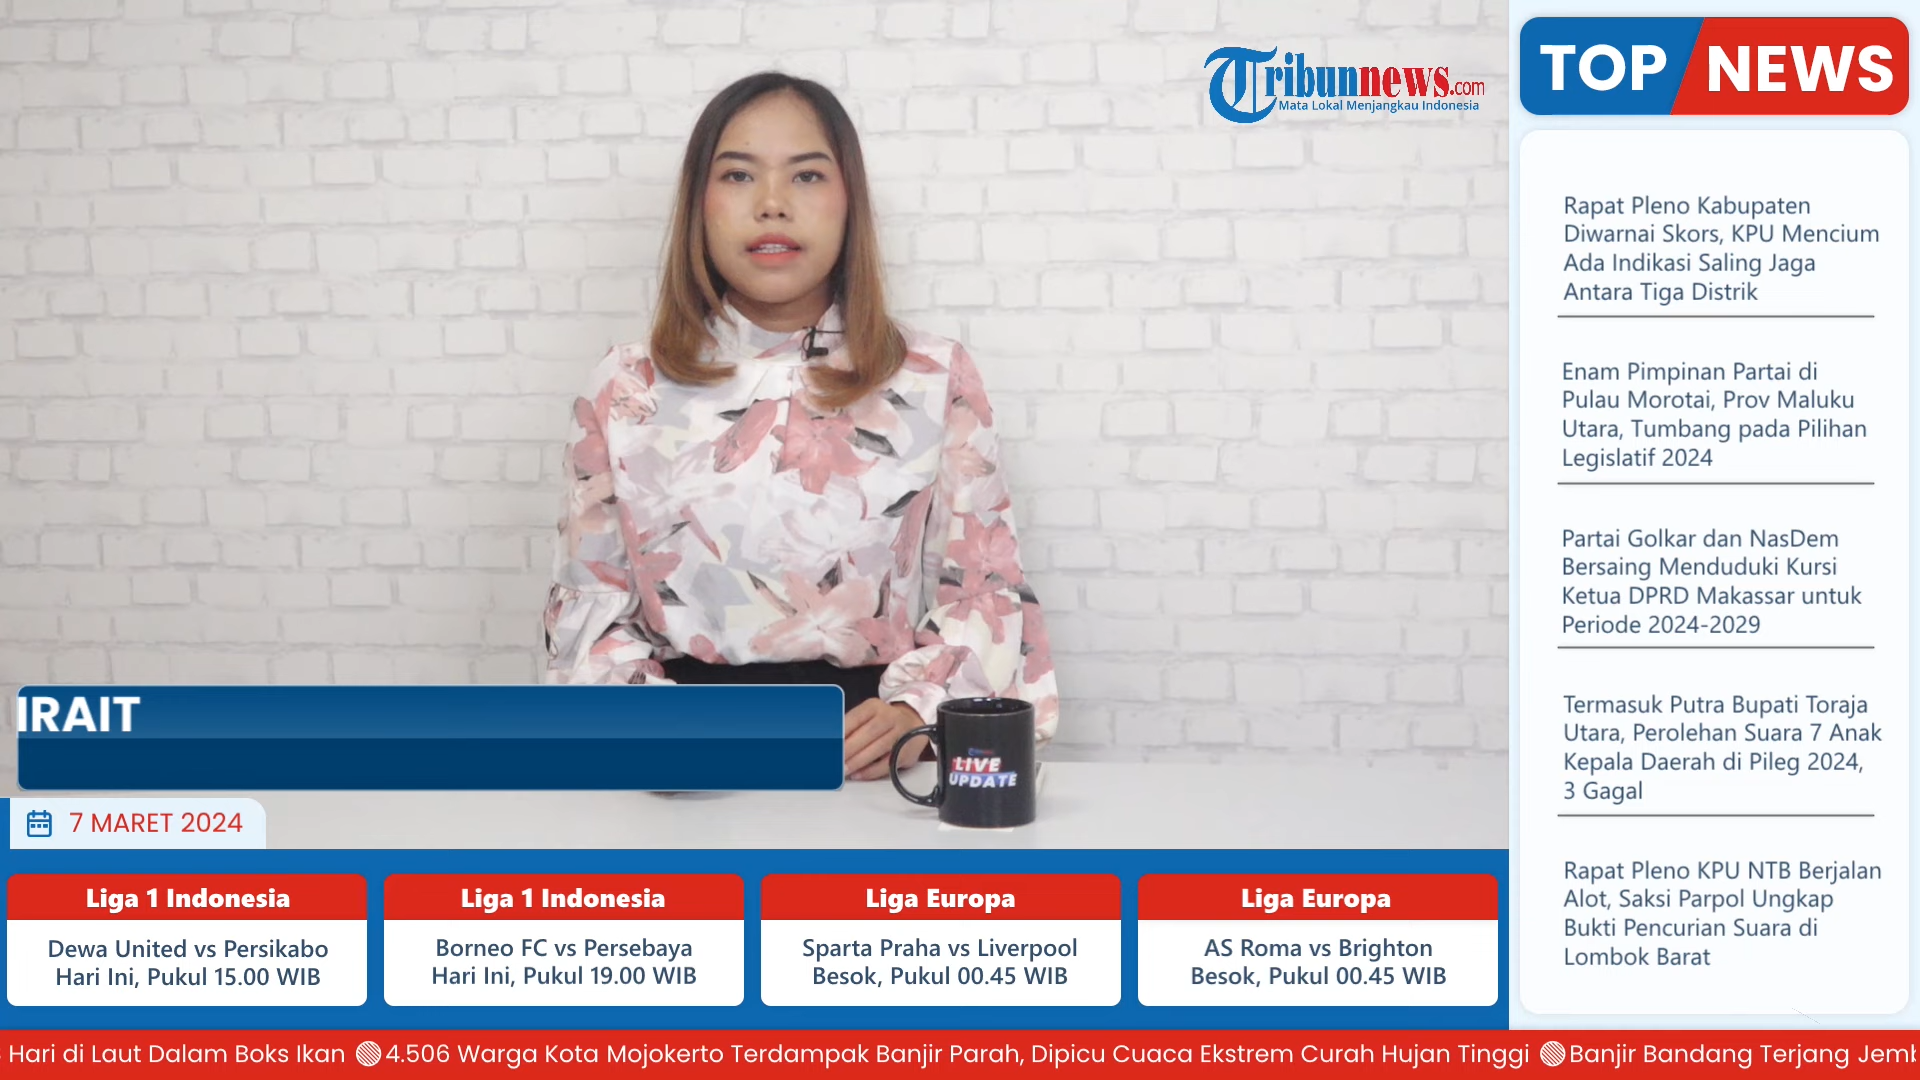 Tribunnews.com
Mata Lokal Menjangkau Indonesia
TOP NEWS
Rapat Pleno Kabupaten
Diwarnai Skors, KPU Mencium
Ada Indikasi Saling Jaga
Antara Tiga Distrik
Enam Pimpinan Partai di
Pulau Morotai, Prov Maluku
Utara, Tumbang pada Pilihan
Legislatif 2024
Partai Golkar dan NasDem
Bersaing Menduduki Kursi
Ketua DPRD Makassar untuk
Periode 2024-2029
Termasuk Putra Bupati Toraja
Utara, Perolehan Suara 7 Anak
Kepala Daerah di Pileg 2024,
3 Gagal
Rapat Pleno KPU NTB Berjalan
Alot, Saksi Parpol Ungkap
Bukti Pencurian Suara di
Lombok Barat
IRAIT
LIVE
UPDATE
7 MARET 2024
Liga 1 Indonesia
Dewa United vs Persikabo
Hari Ini, Pukul 15.00 WIB
Liga 1 Indonesia
Borneo FC vs Persebaya
Hari Ini, Pukul 19.00 WIB
Liga Europa
Sparta Praha vs Liverpool
Besok, Pukul 00.45 WIB
Liga Europa
AS Roma vs Brighton
Besok, Pukul 00.45 WIB
Hari di Laut Dalam Boks Ikan 4.506 Warga Kota Mojokerto Terdampak Banjir Parah, Dipicu Cuaca Ekstrem Curah Hujan Tinggi Banjir Bandang Terjang Jemb